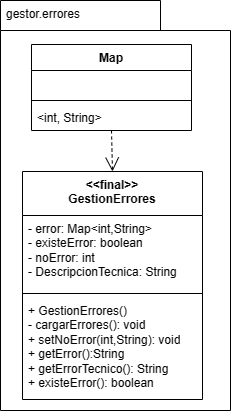 gestor.errores
Map
<int, String>
<<final>>
GestionErrores
- error: Map<int,String>
- existeError: boolean
- noError: int
- DescripcionTecnica: String
+ GestionErrores()
- cargarErrores(): void
+ setNoError(int,String): void
+ getError():String
+ getErrorTecnico(): String
+ existeError(): boolean